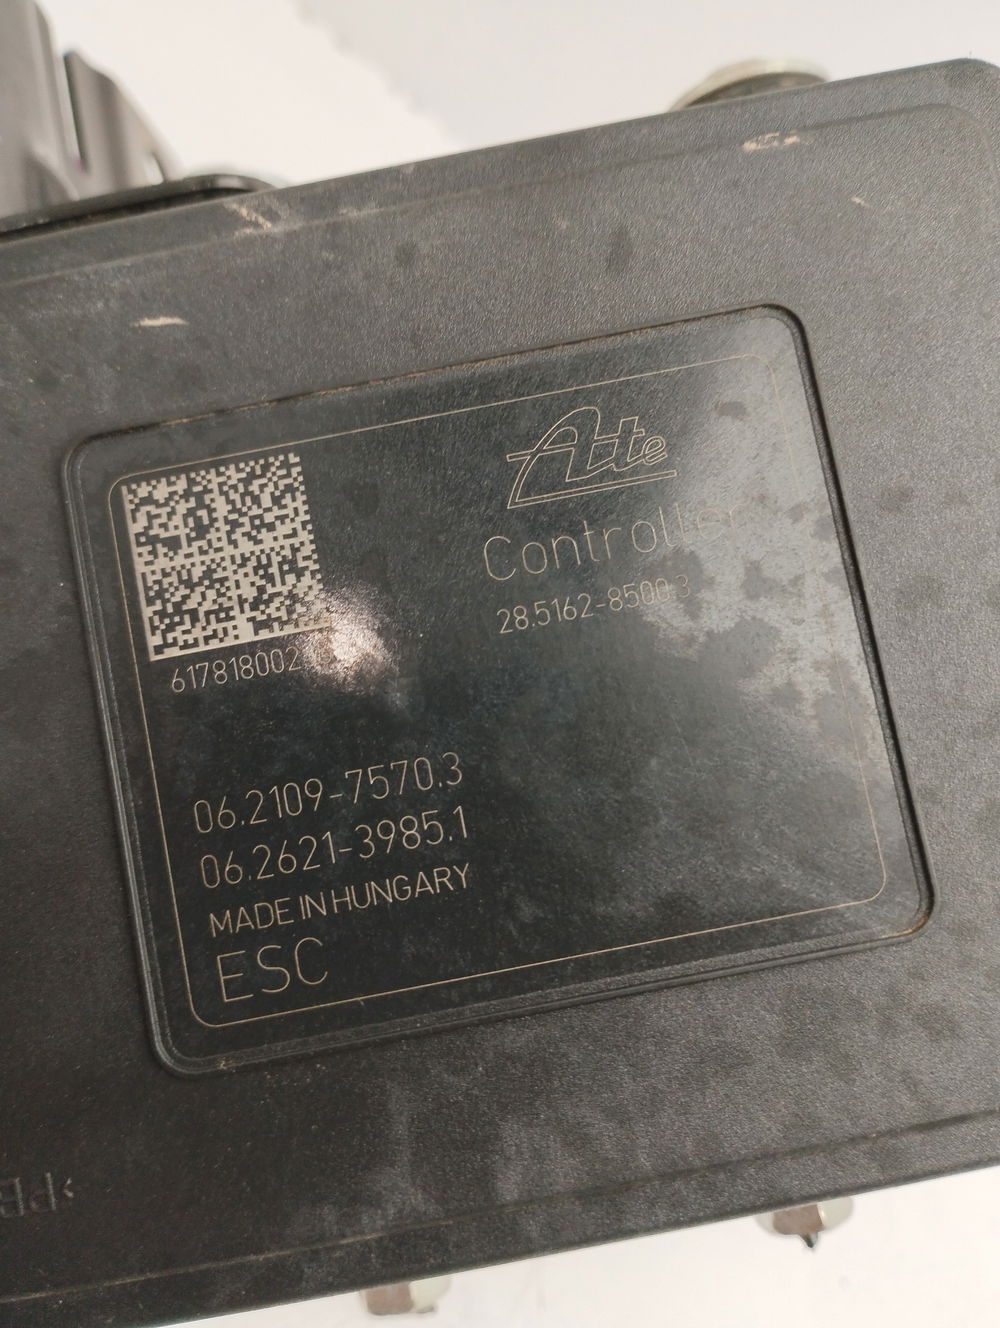 Ate
Controller
28.5162-8500.3
06.2109-7570.3
06.2621-3985.1
MADE IN HUNGARY
ESC